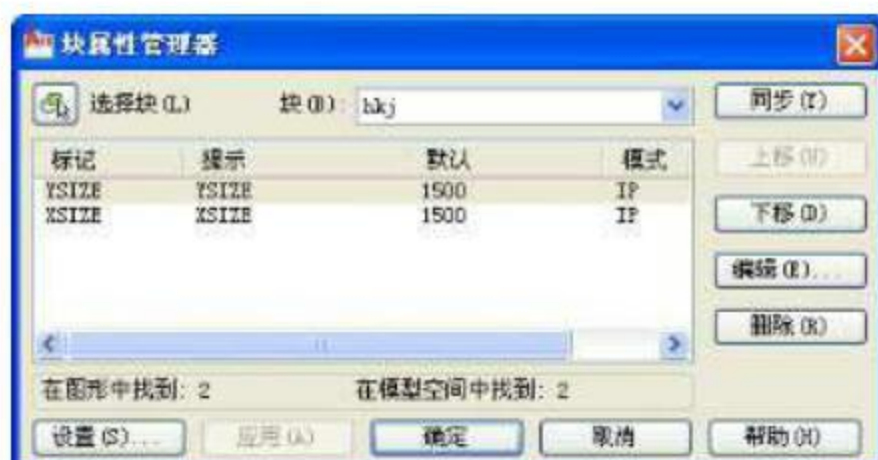 块属性管理器
选择块(L) 块(B): hkj 同步(Y)
标记 提示 默认 模式 上移(U)
YSIZE YSIZE 1500 IP
XSIZE XSIZE 1500 IP 下移(D)
编辑(E)...
删除(R)
在图形中找到: 2 在模型空间中找到: 2
设置(S)... 应用(A) 确定 取消 帮助(H)